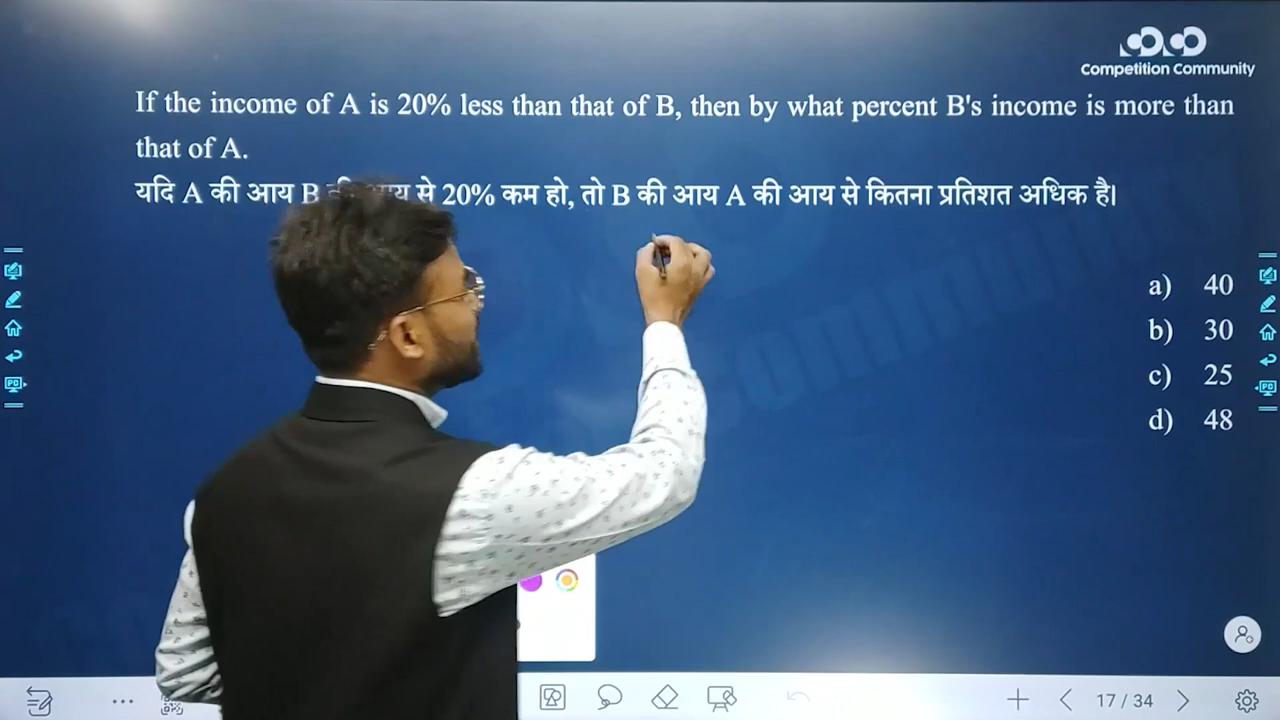 Competition Community
If the income of A is 20% less than that of B, then by what percent B's income is more than
that of A.
यदि A की आय B से 20% कम हो, तो B की आय A की आय से कितना प्रतिशत अधिक है।
a) 40
b) 30
c) 25
d) 48
17 / 34